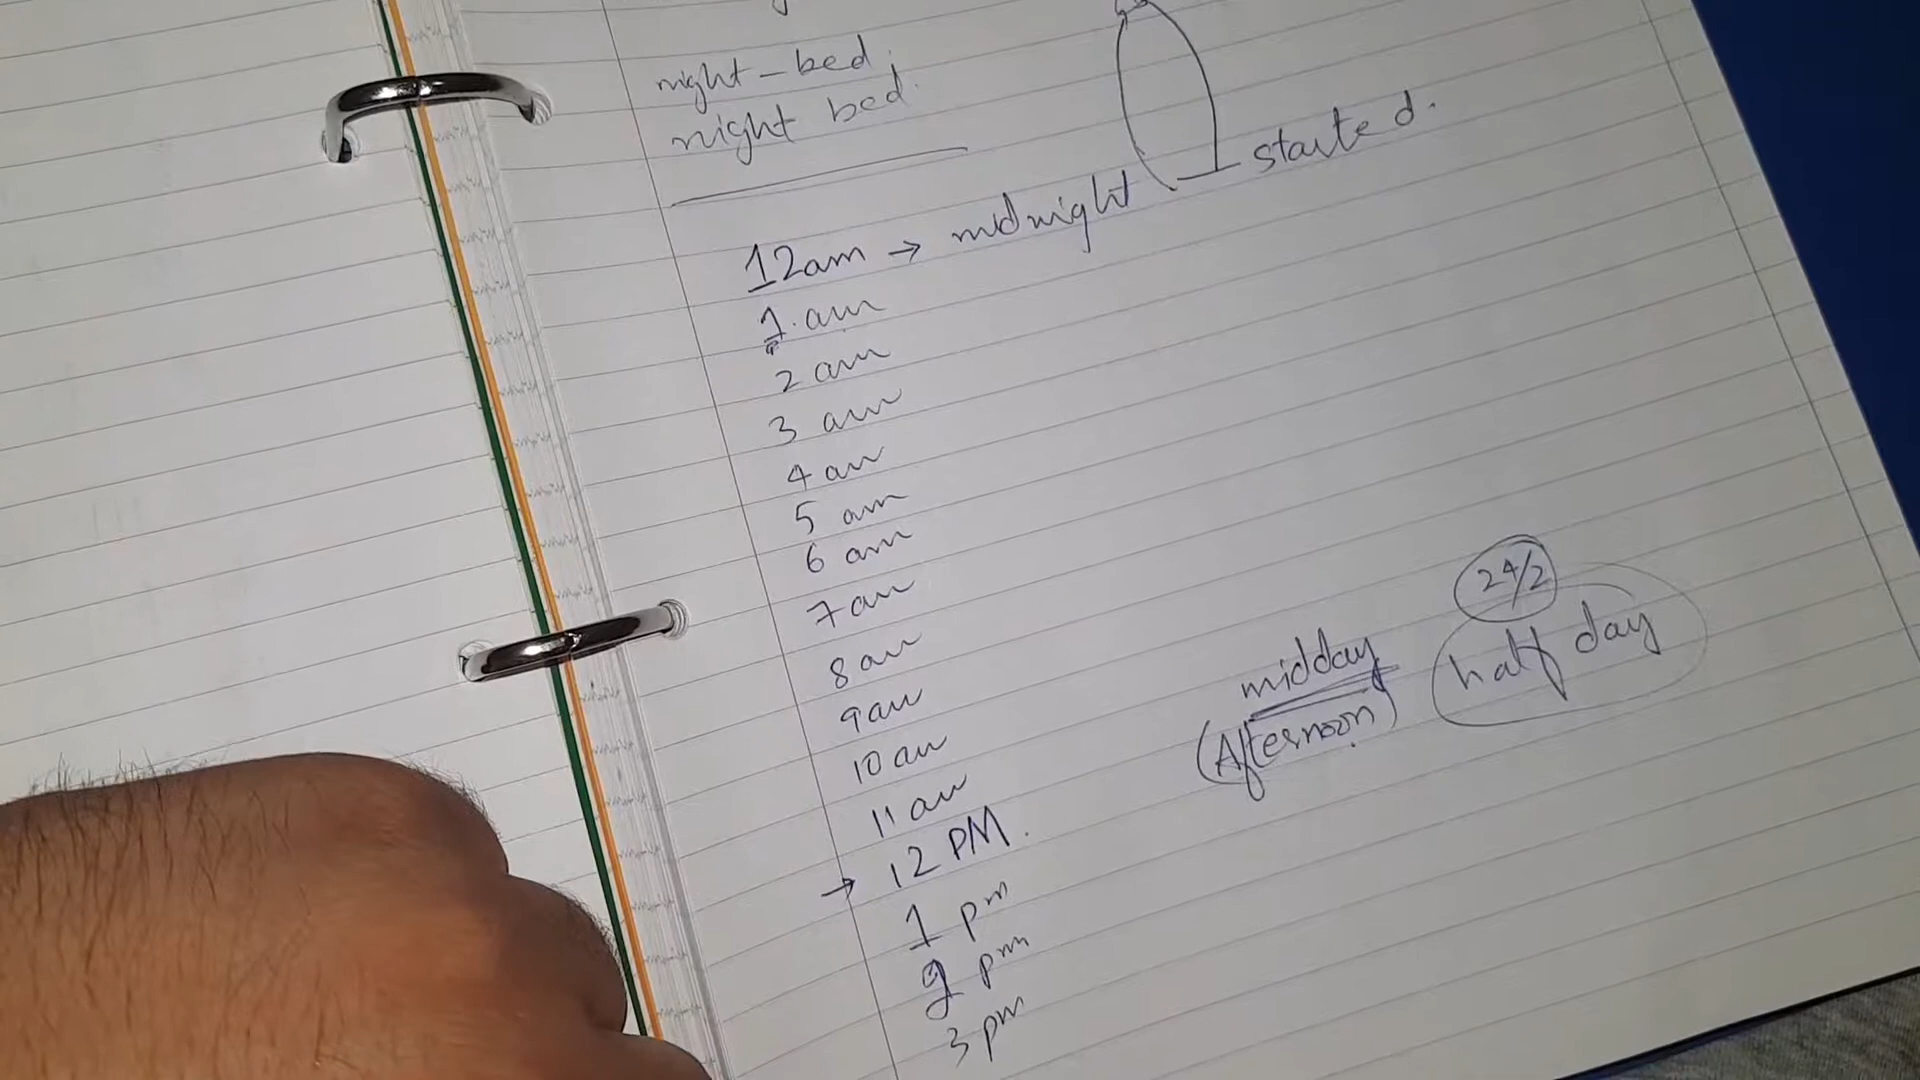 night-bed,
night bed.
started.
12am → midnight
1. am
2 am
3 am
4 am
5 am
6 am
7 am
8 am
9 am
10 am
11 am
→ 12 PM.
1 pm
2 pm
3 pm
24/2
midday
half day
(Afternoon)